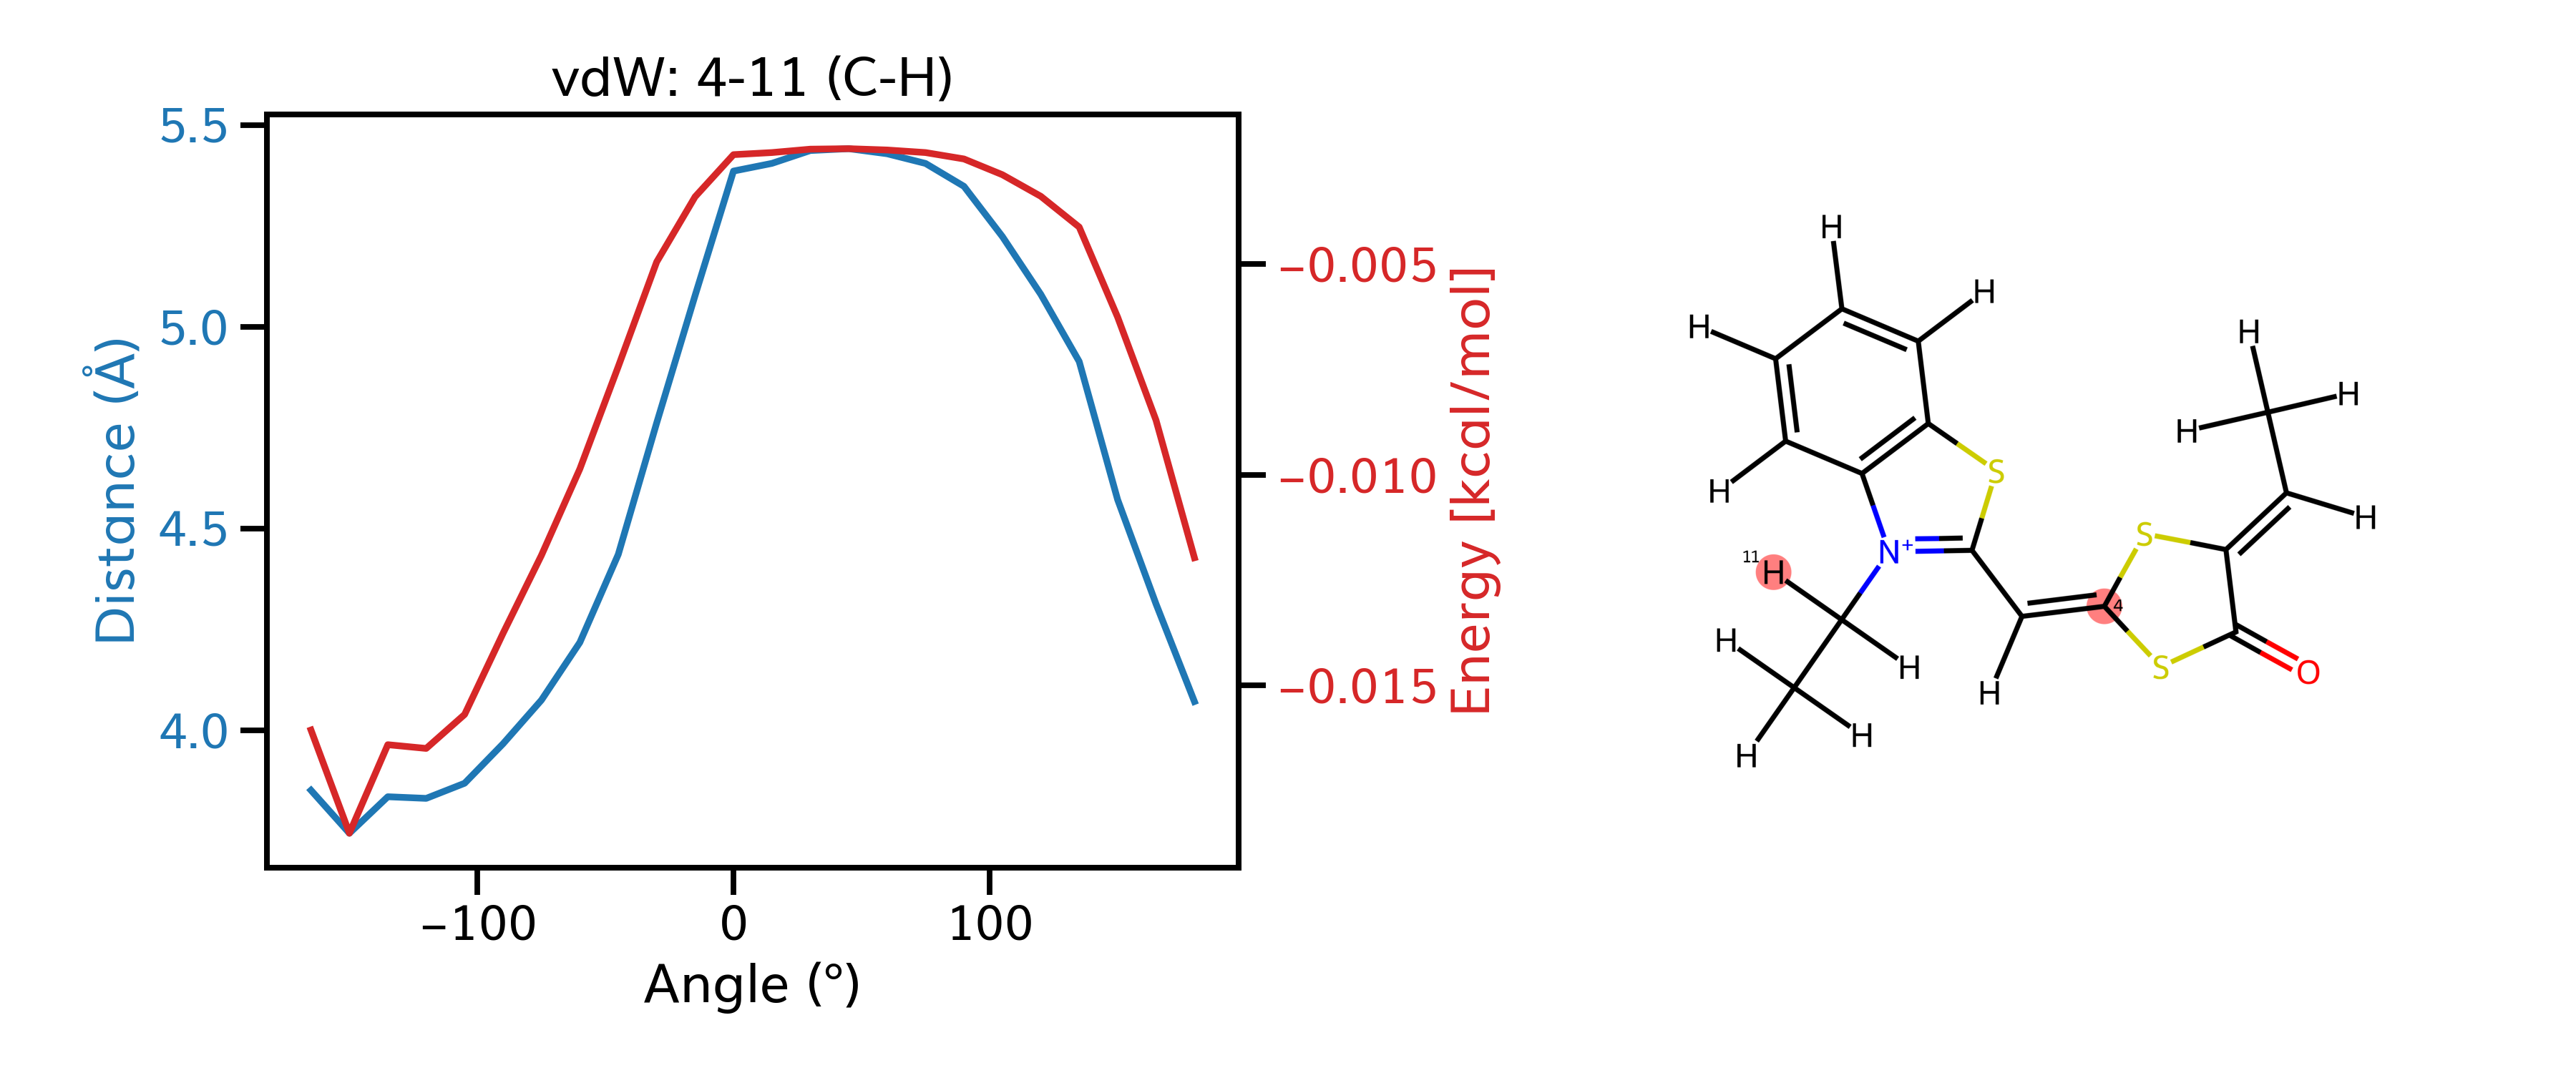 vdW: 4-11 (C-H)
5.5
5.0
4.5
4.0
Distance (Å)
−0.005
−0.010
−0.015
Energy [kcal/mol]
−100
0
100
Angle (°)
H
H
H
H
H
H
H
S
S
H
N+
11
H
4
H
H
H
S
O
H
H
H